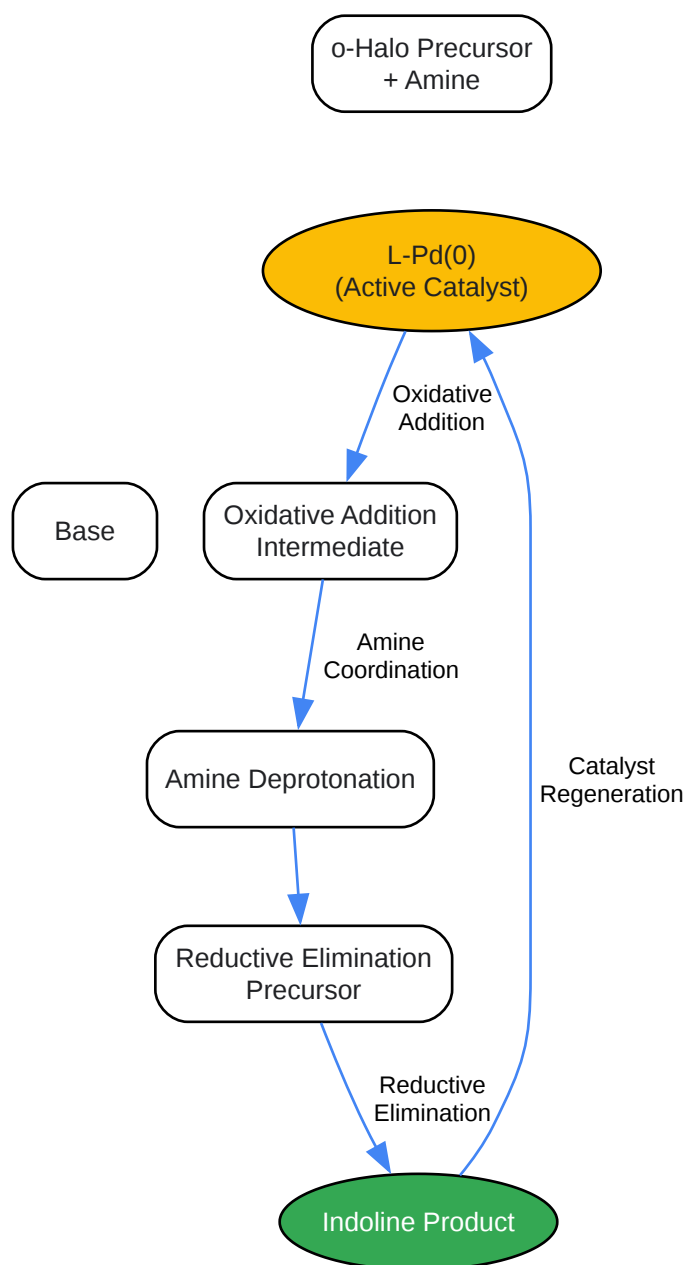 o-Halo Precursor
+ Amine
L-Pd(0)
(Active Catalyst)
Oxidative
Addition
Base
Oxidative Addition
Intermediate
Amine
Coordination
Amine Deprotonation
Catalyst
Regeneration
Reductive Elimination
Precursor
Reductive
Elimination
Indoline Product